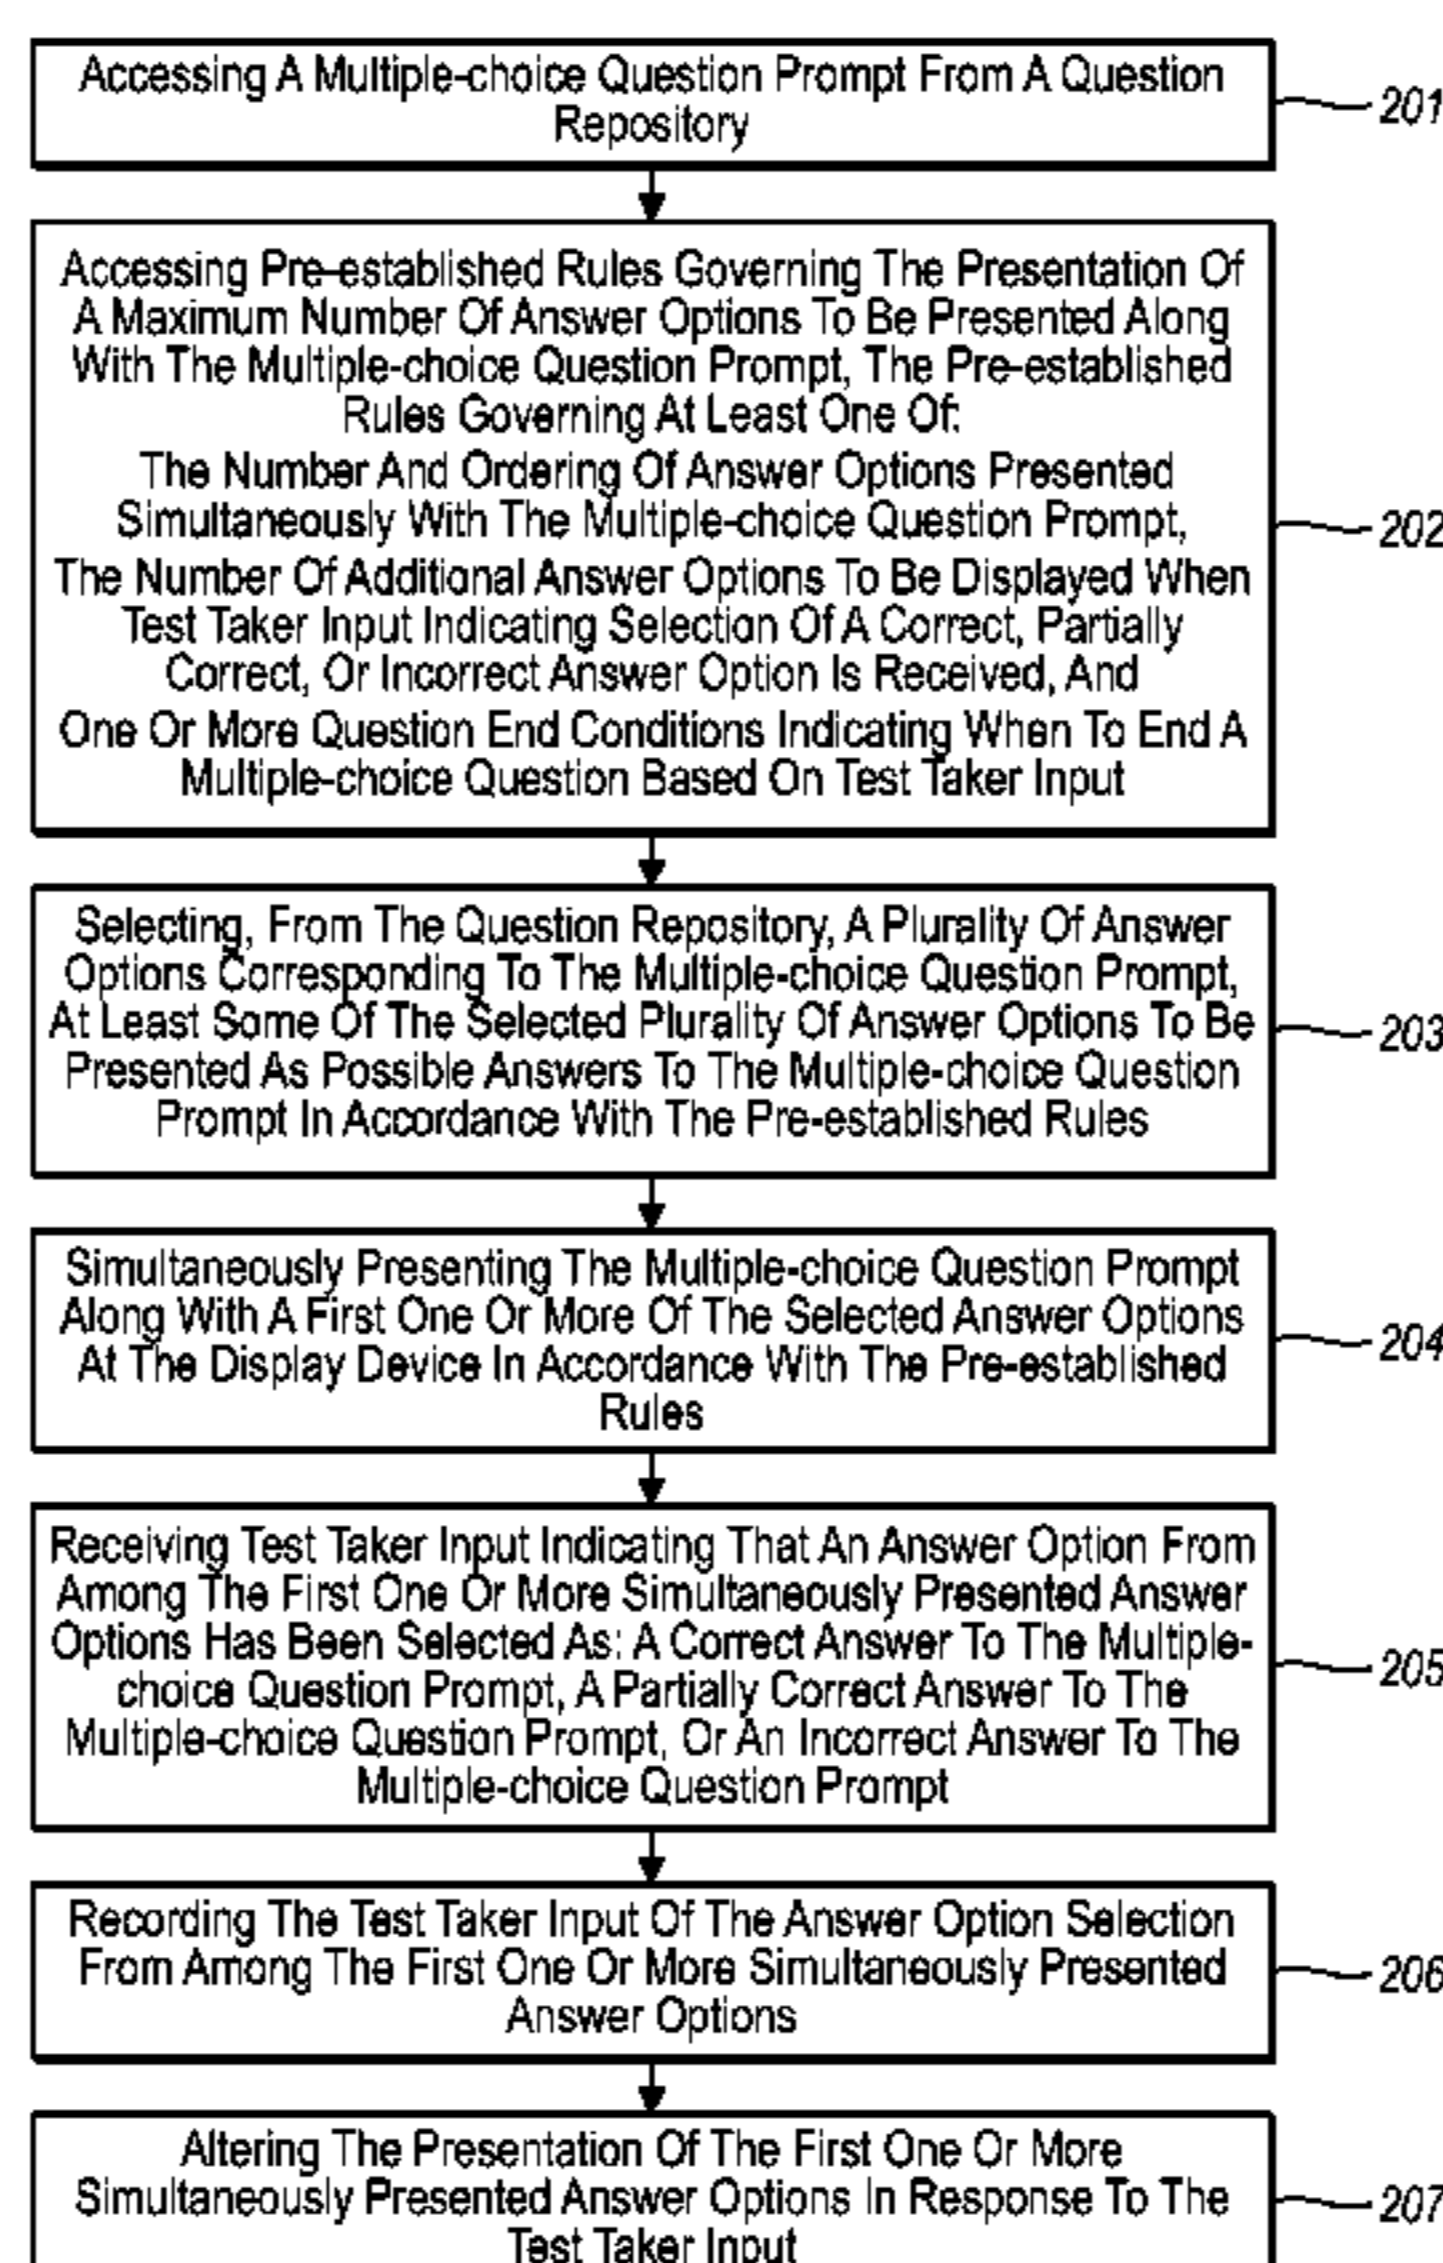 Accessing A Multiple-choice Question Prompt From A Question
Repository
201
Accessing Pre-established Rules Governing The Presentation Of
A Maximum Number Of Answer Options To Be Presented Along
With The Multiple-choice Question Prompt, The Pre-established
Rules Governing At Least One Of:
The Number And Ordering Of Answer Options Presented
Simultaneously With The Multiple-choice Question Prompt,
The Number Of Additional Answer Options To Be Displayed When
Test Taker Input Indicating Selection Of A Correct, Partially
Correct, Or Incorrect Answer Option Is Received, And
One Or More Question End Conditions Indicating When To End A
Multiple-choice Question Based On Test Taker Input
202
Selecting, From The Question Repository, A Plurality Of Answer
Options Corresponding To The Multiple-choice Question Prompt,
At Least Some Of The Selected Plurality Of Answer Options To Be
Presented As Possible Answers To The Multiple-choice Question
Prompt In Accordance With The Pre-established Rules
203
Simultaneously Presenting The Multiple-choice Question Prompt
Along With A First One Or More Of The Selected Answer Options
At The Display Device In Accordance With The Pre-established
Rules
204
Receiving Test Taker Input Indicating That An Answer Option From
Among The First One Or More Simultaneously Presented Answer
Options Has Been Selected As: A Correct Answer To The Multiple-
choice Question Prompt, A Partially Correct Answer To The
Multiple-choice Question Prompt, Or An Incorrect Answer To The
Multiple-choice Question Prompt
205
Recording The Test Taker Input Of The Answer Option Selection
From Among The First One Or More Simultaneously Presented
Answer Options
206
Altering The Presentation Of The First One Or More
Simultaneously Presented Answer Options In Response To The
Test Taker Input
207